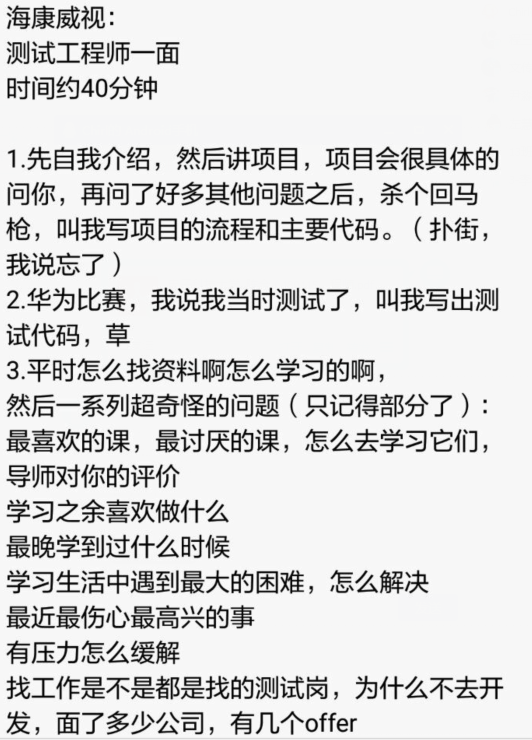 海康威视：
测试工程师一面
时间约40分钟
1.先自我介绍，然后讲项目，项目会很具体的
问你，再问了好多其他问题之后，杀个回马
枪，叫我写项目的流程和主要代码。（扑街，
我说忘了）
2.华为比赛，我说我当时测试了，叫我写出测
试代码，草
3.平时怎么找资料啊怎么学习的啊，
然后一系列超奇怪的问题（只记得部分了）：
最喜欢的课，最讨厌的课，怎么去学习它们，
导师对你的评价
学习之余喜欢做什么
最晚学到过什么时候
学习生活中遇到最大的困难，怎么解决
最近最伤心最高兴的事
有压力怎么缓解
找工作是不是都是找的测试岗，为什么不去开
发，面了多少公司，有几个offer